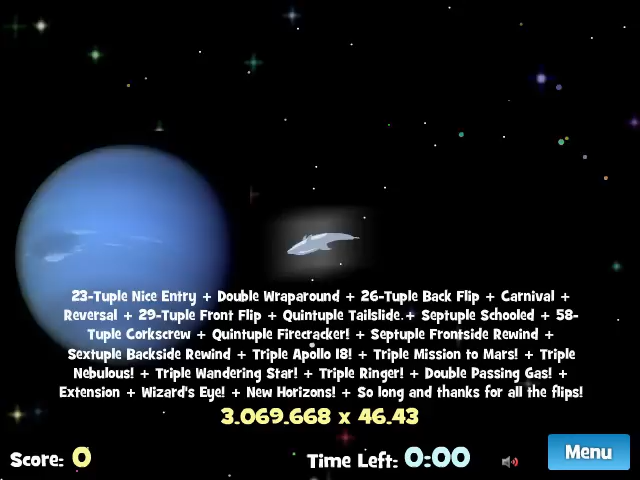 23-Tuple Nice Entry + Double Wraparound + 26-Tuple Back Flip + Carnival +
Reversal + 29-Tuple Front Flip + Quintuple Tailslide + Septuple Schooled + 58-
Tuple Corkscrew + Quintuple Firecracker! + Septuple Frontside Rewind +
Sextuple Backside Rewind + Triple Apollo 18! + Triple Mission to Mars! + Triple
Nebulous! + Triple Wandering Star! + Triple Ringer! + Double Passing Gas! +
Extension + Wizard's Eye! + New Horizons! + So long and thanks for all the flips!
3.069.668 x 46.43
Score: 0
Time Left: 0:00
Menu